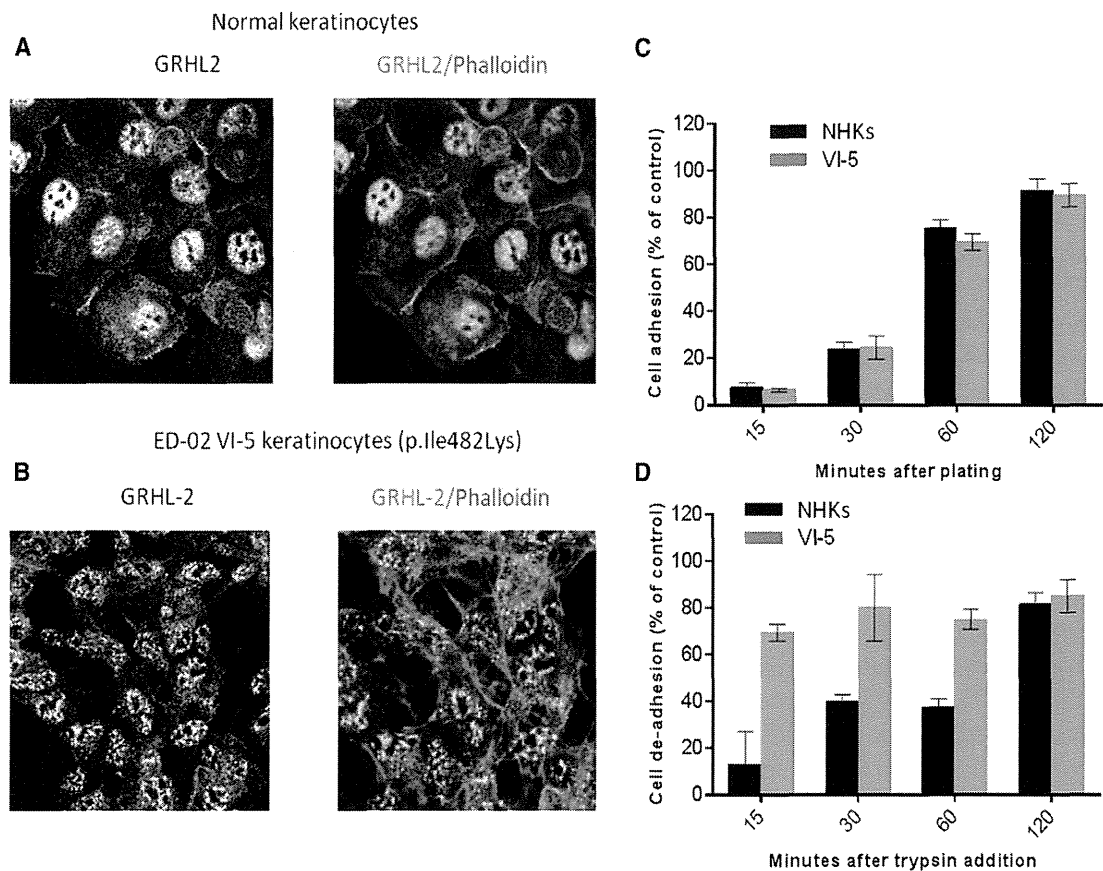 Normal keratinocytes
A
GRHL2
GRHL2/Phalloidin
ED-02 VI-5 keratinocytes (p.Ile482Lys)
B
GRHL-2
GRHL-2/Phalloidin
C
Cell adhesion (% of control)
120
100
80
60
40
20
0
NHKs
VI-5
15
30
60
120
Minutes after plating
D
Cell de-adhesion (% of control)
120
100
80
60
40
20
0
NHKs
VI-5
15
30
60
120
Minutes after trypsin addition